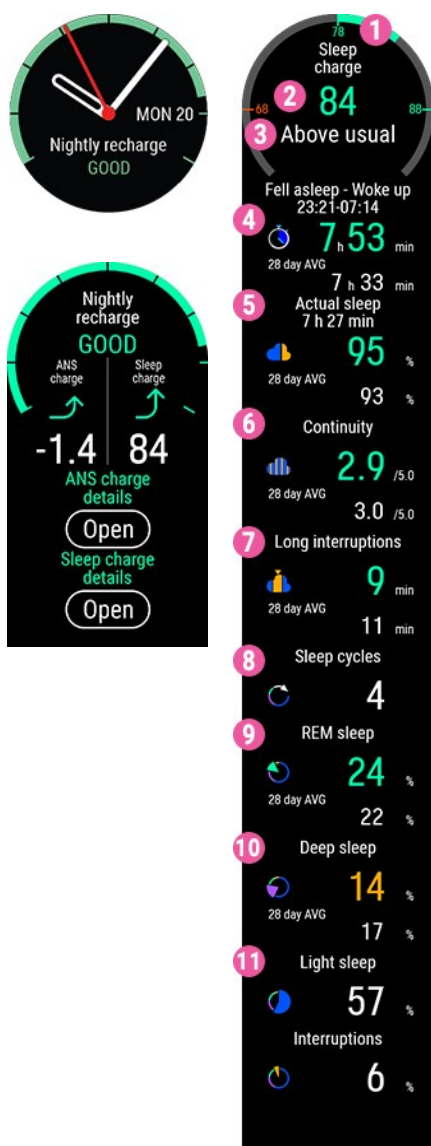 MON 20
Nightly recharge
GOOD
Nightly
recharge
GOOD
ANS
charge
Sleep
charge
-1.4
84
ANS charge
details
Open
Sleep charge
details
Open
1
78
Sleep
charge
2
84
68
88
3
Above usual
Fell asleep - Woke up
23:21-07:14
4
7 h 53 min
28 day AVG
7 h 33 min
5
Actual sleep
7 h 27 min
95 %
28 day AVG
93 %
6
Continuity
2.9 /5.0
28 day AVG
3.0 /5.0
7
Long interruptions
9 min
28 day AVG
11 min
8
Sleep cycles
4
9
REM sleep
24 %
28 day AVG
22 %
10
Deep sleep
14 %
28 day AVG
17 %
11
Light sleep
57 %
Interruptions
6 %